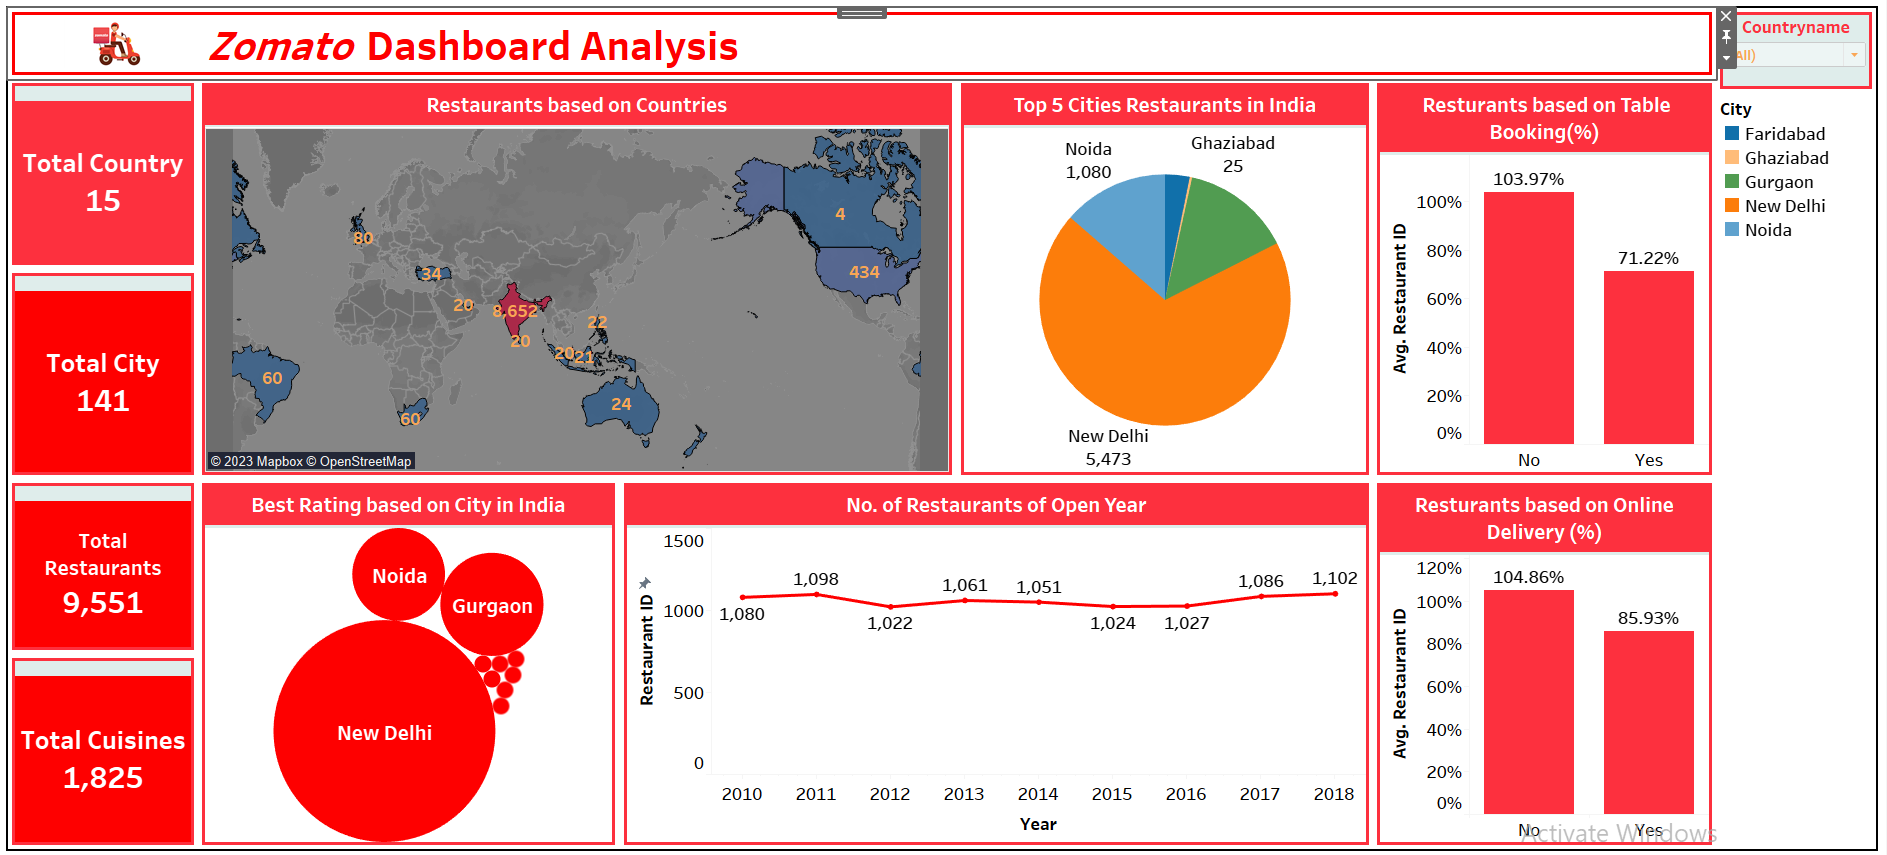 Zomato Dashboard Analysis
Countryname
All)
City
Faridabad
Ghaziabad
Gurgaon
New Delhi
Noida
Total Country
15
Total City
141
Total
Restaurants
9,551
Total Cuisines
1,825
Restaurants based on Countries
4
80
434
34
20
8,652
22
20
20
21
60
24
60
© 2023 Mapbox © OpenStreetMap
Top 5 Cities Restaurants in India
Noida
1,080
Ghaziabad
25
New Delhi
5,473
Resturants based on Table
Booking(%)
Avg. Restaurant ID
103.97%
71.22%
100%
80%
60%
40%
20%
0%
No
Yes
Best Rating based on City in India
Noida
Gurgaon
New Delhi
No. of Restaurants of Open Year
Restaurant ID
1500
1000
500
0
1,080
1,098
1,022
1,061
1,051
1,024
1,027
1,086
1,102
2010
2011
2012
2013
2014
2015
2016
2017
2018
Year
Resturants based on Online
Delivery (%)
Avg. Restaurant ID
104.86%
85.93%
120%
100%
80%
60%
40%
20%
0%
No
Yes
Activate Windows